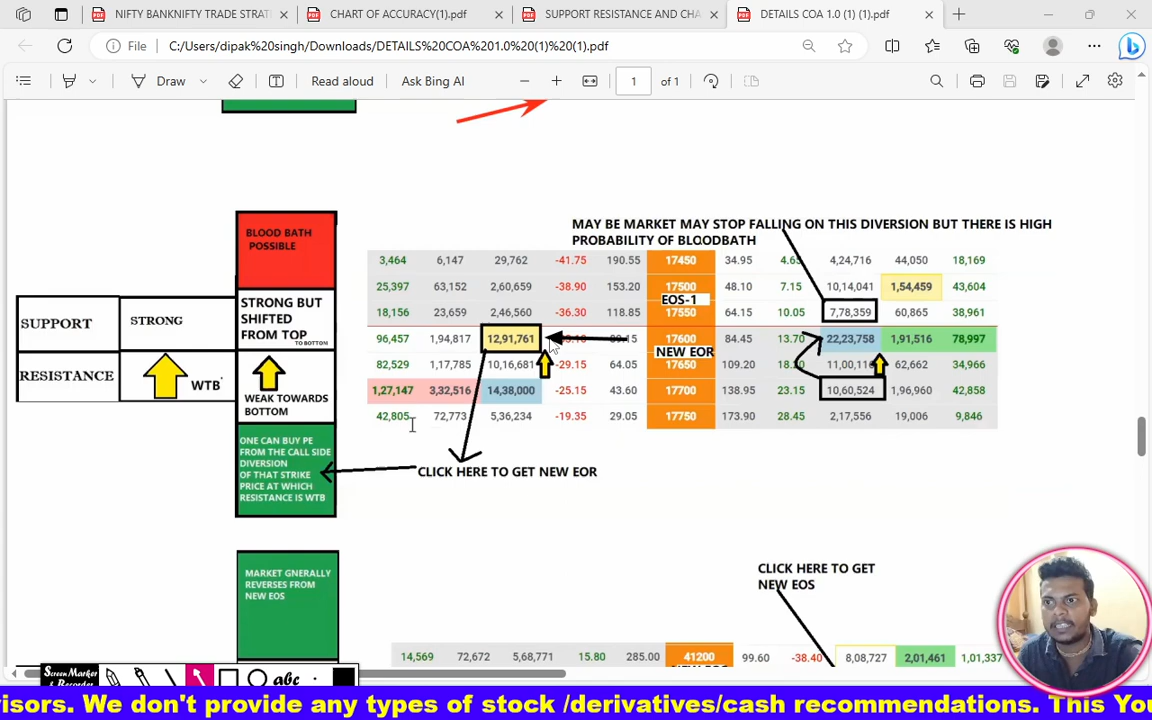 NIFTY BANKNIFTY TRADE STRATI
CHART OF ACCURACY(1).pdf
SUPPORT RESISTANCE AND CHA
DETAILS COA 1.0 (1) (1).pdf
File
C:/Users/dipak%20singh/Downloads/DETAILS%20COA%201.0%20(1)%20(1).pdf
Draw
Read aloud
Ask Bing AI
1
of 1
MAY BE MARKET MAY STOP FALLING ON THIS DIVERSION BUT THERE IS HIGH
PROBABILITY OF BLOODBATH
BLOOD BATH
POSSIBLE
SUPPORT
STRONG
STRONG BUT
SHIFTED
FROM TOP
TO BOTTOM
RESISTANCE
WTB
WEAK TOWARDS
BOTTOM
ONE CAN BUY PE
FROM THE CALL SIDE
DIVERSION
OF THAT STRIKE
PRICE AT WHICH
RESISTANCE IS WTB
3,464 6,147 29,762 -41.75 190.55 17450 34.95 4.65 4,24,716 44,050 18,169
25,397 63,152 2,60,659 -38.90 153.20 17500 48.10 7.15 10,14,041 1,54,459 43,604
EOS-1
18,156 23,659 2,46,560 -36.30 118.85 17550 64.15 10.05 7,78,359 60,865 38,961
96,457 1,94,817 12,91,761 17600 84.45 13.70 22,23,758 1,91,516 78,997
NEW EOR
82,529 1,17,785 10,16,681 -29.15 64.05 17650 109.20 62,662 34,966
1,27,147 3,32,516 14,38,000 -25.15 43.60 17700 138.95 23.15 10,60,524 1,96,960 42,858
42,805 72,773 5,36,234 -19.35 29.05 17750 173.90 28.45 2,17,556 19,006 9,846
CLICK HERE TO GET NEW EOR
MARKET GNERALLY
REVERSES FROM
NEW EOS
CLICK HERE TO GET
NEW EOS
14,569 72,672 5,68,771 15.80 285.00 41200 99.60 -38.40 8,08,727 2,01,461 1,01,337
Screen Marker
abc
visors. We don't provide any types of stock /derivatives/cash recommendations. This Yo